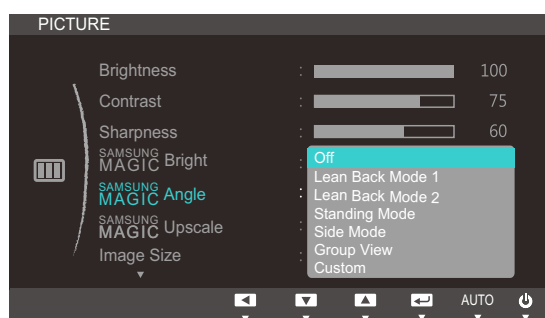 PICTURE
Brightness : 100
Contrast : 75
Sharpness : 60
SAMSUNG MAGIC Bright :
SAMSUNG MAGIC Angle :
SAMSUNG MAGIC Upscale :
Image Size :
Off
Lean Back Mode 1
Lean Back Mode 2
Standing Mode
Side Mode
Group View
Custom
AUTO